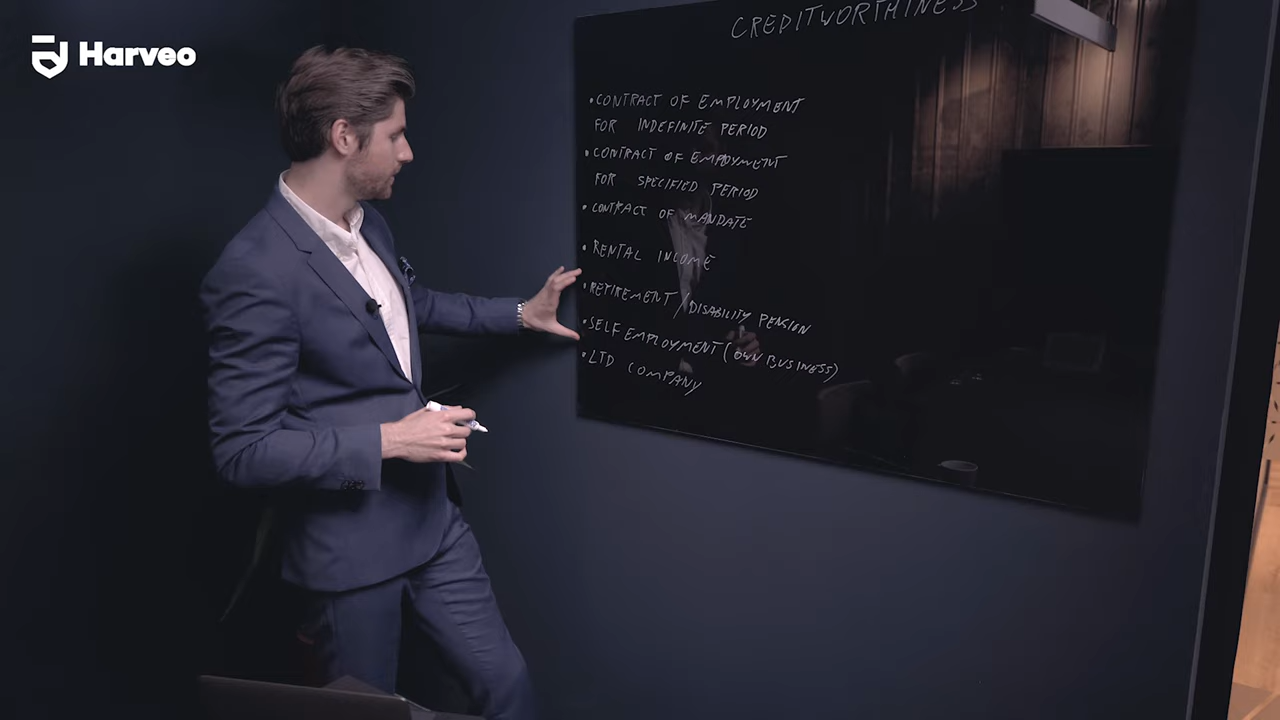 Harveo
CREDITWORTHINESS
• CONTRACT OF EMPLOYMENT
FOR INDEFINITE PERIOD
• CONTRACT OF EMPOYMENT
FOR SPECIFIED PERIOD
• CONTRACT OF MANDATE
• RENTAL INCOME
• RETIREMENT / DISABILITY PENSION
• SELF EMPLOYMENT (OWN BUSINESS)
• LTD COMPANY